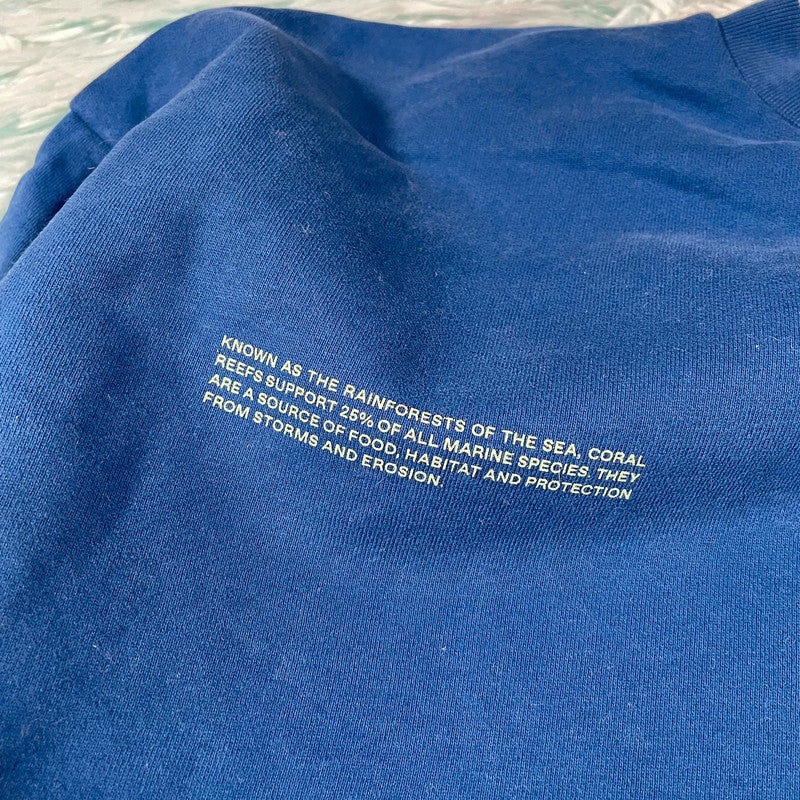 KNOWN AS THE RAINFORESTS OF THE SEA, CORAL
REEFS SUPPORT 25% OF ALL MARINE SPECIES. THEY
ARE A SOURCE OF FOOD, HABITAT AND PROTECTION
FROM STORMS AND EROSION.